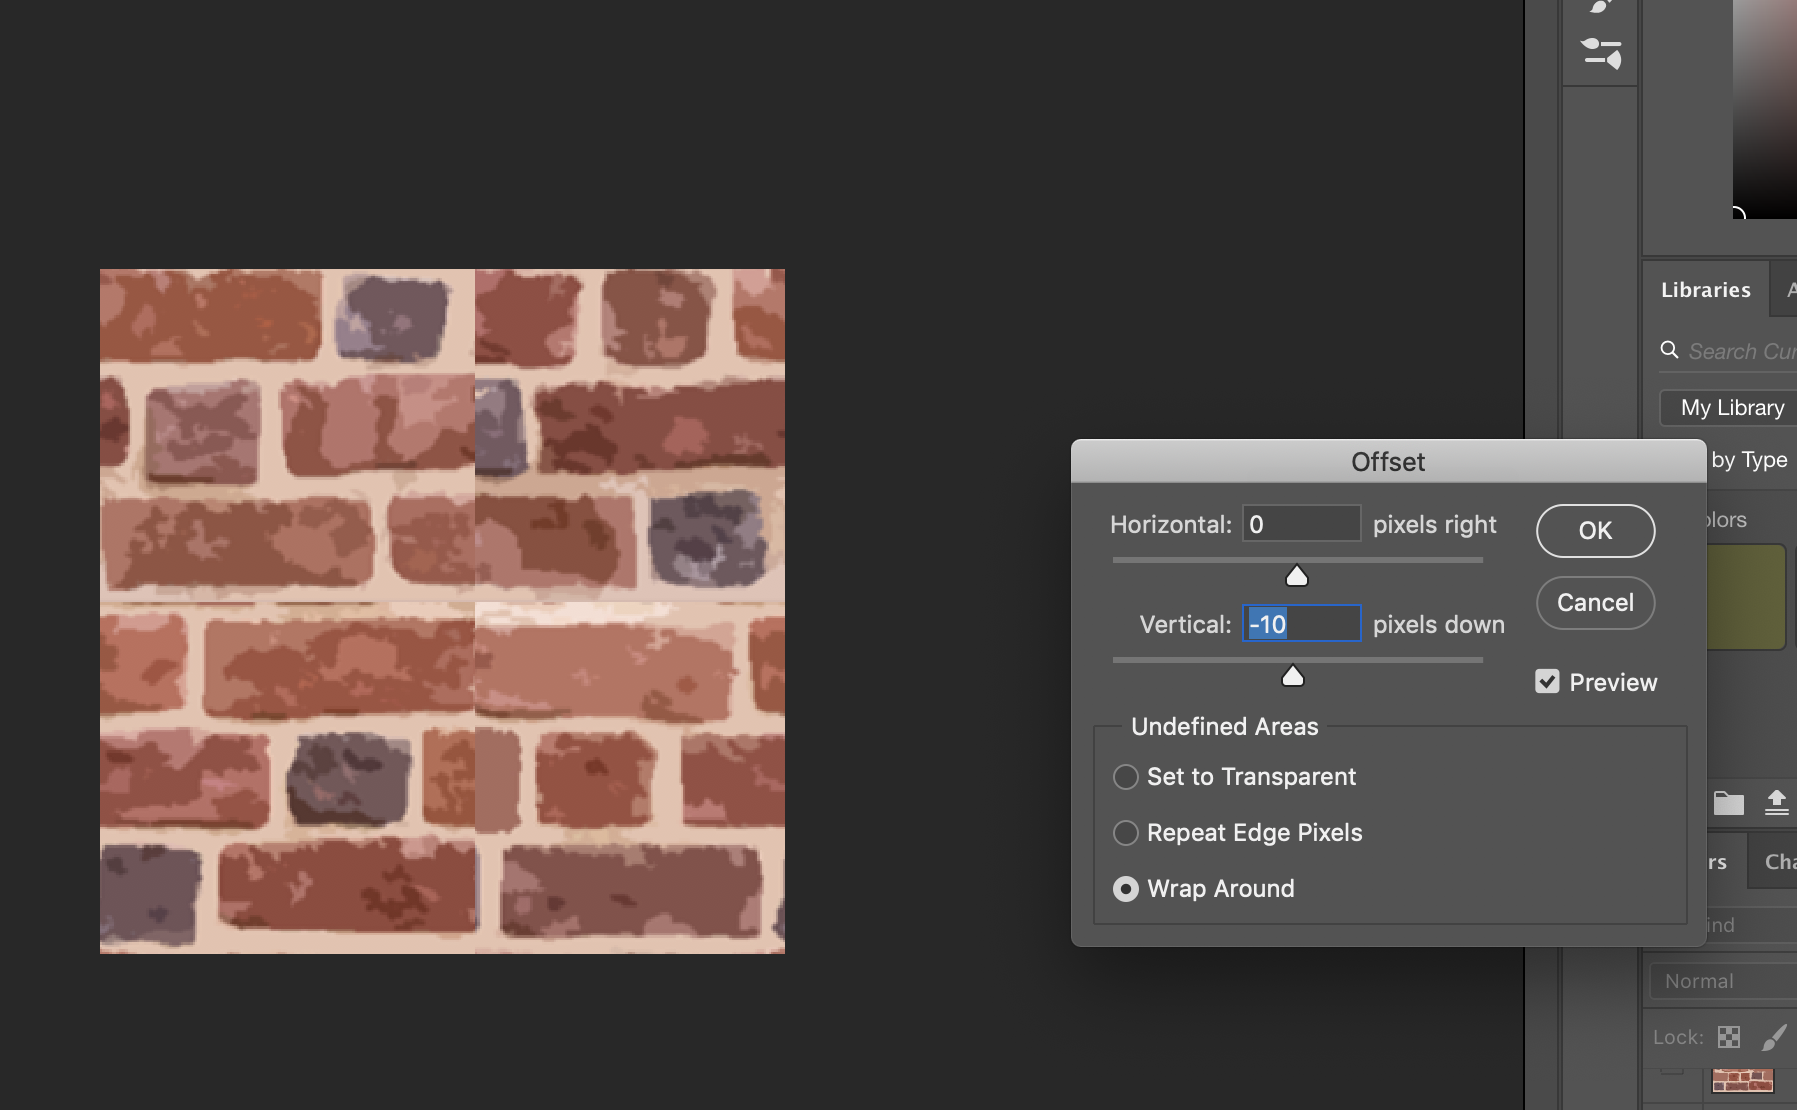 Libraries
A
Search Cur
My Library
by Type
Offset
Horizontal: 0 pixels right
OK
olors
Cancel
Vertical: -10 pixels down
Preview
Undefined Areas
Set to Transparent
Repeat Edge Pixels
Wrap Around
rs
Cha
ind
Normal
Lock: